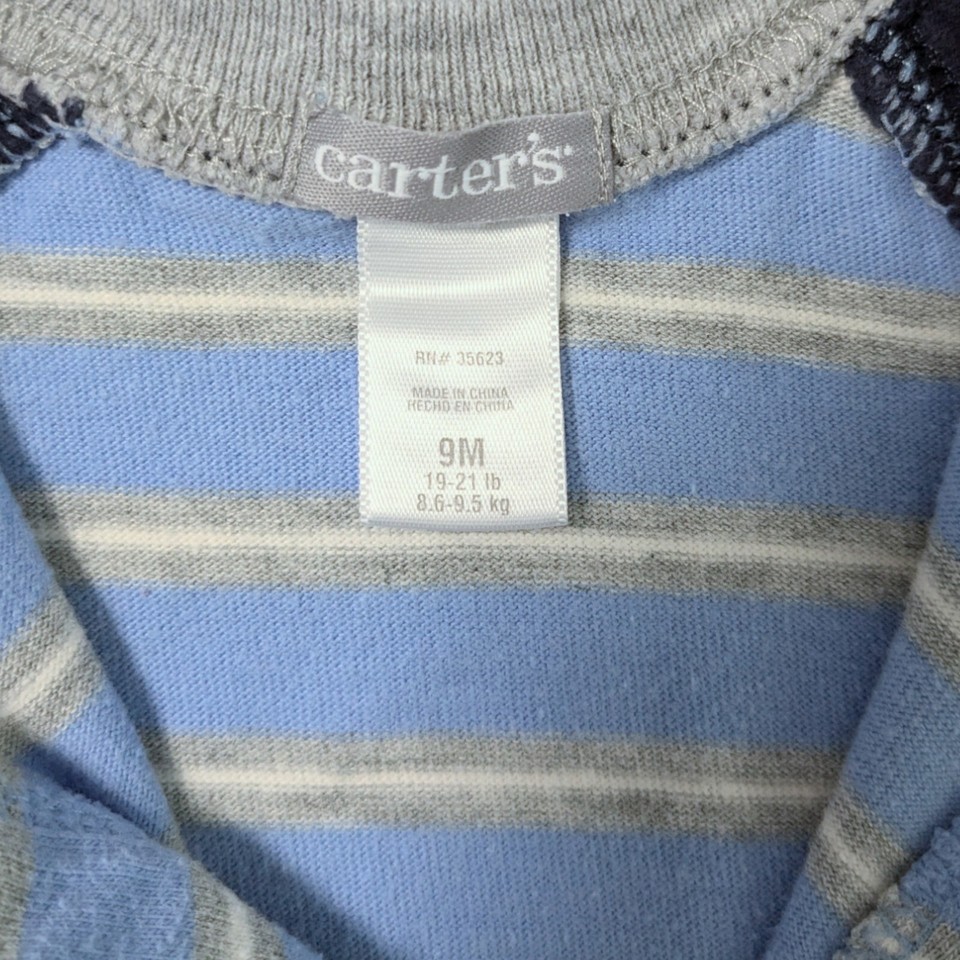 carter's
RN# 35623
MADE IN CHINA
HECHO EN CHINA
9M
19-21 lb
8.6-9.5 kg